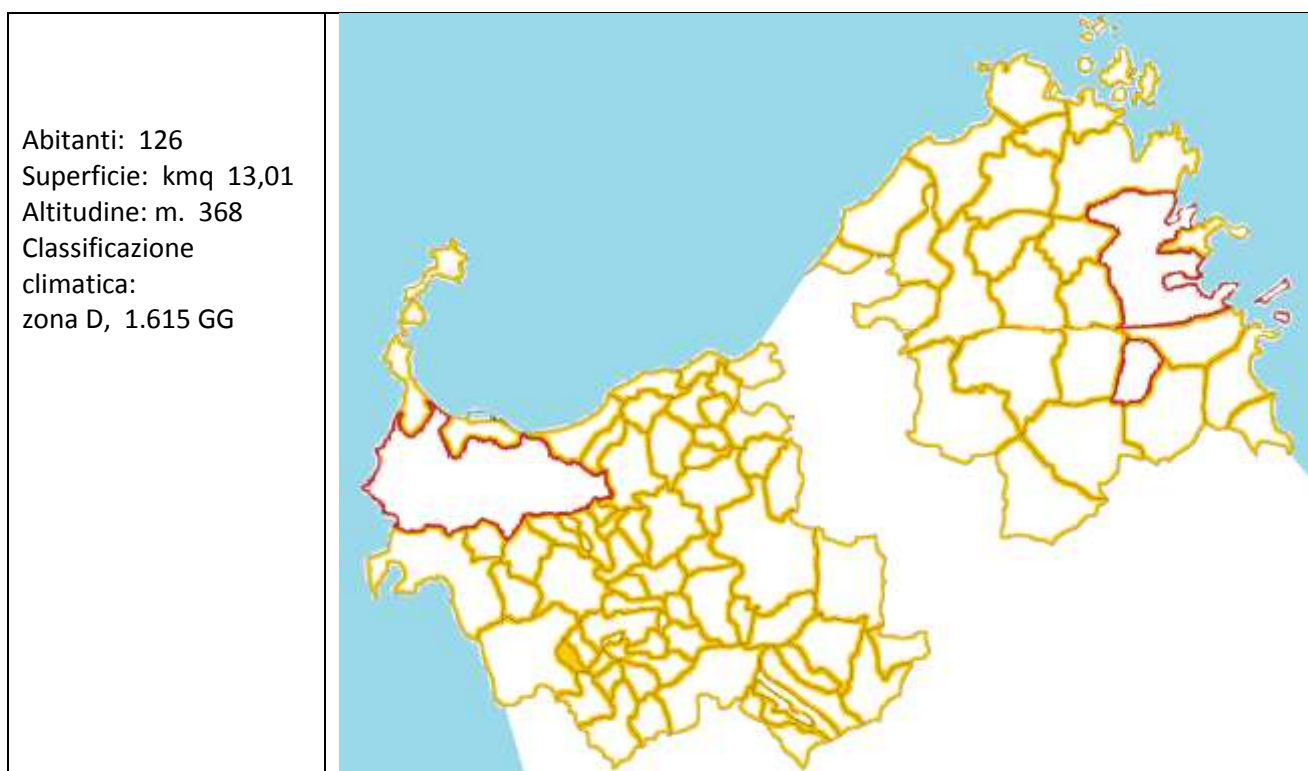 Abitanti: 126
Superficie: kmq 13,01
Altitudine: m. 368
Classificazione
climatica:
zona D, 1.615 GG